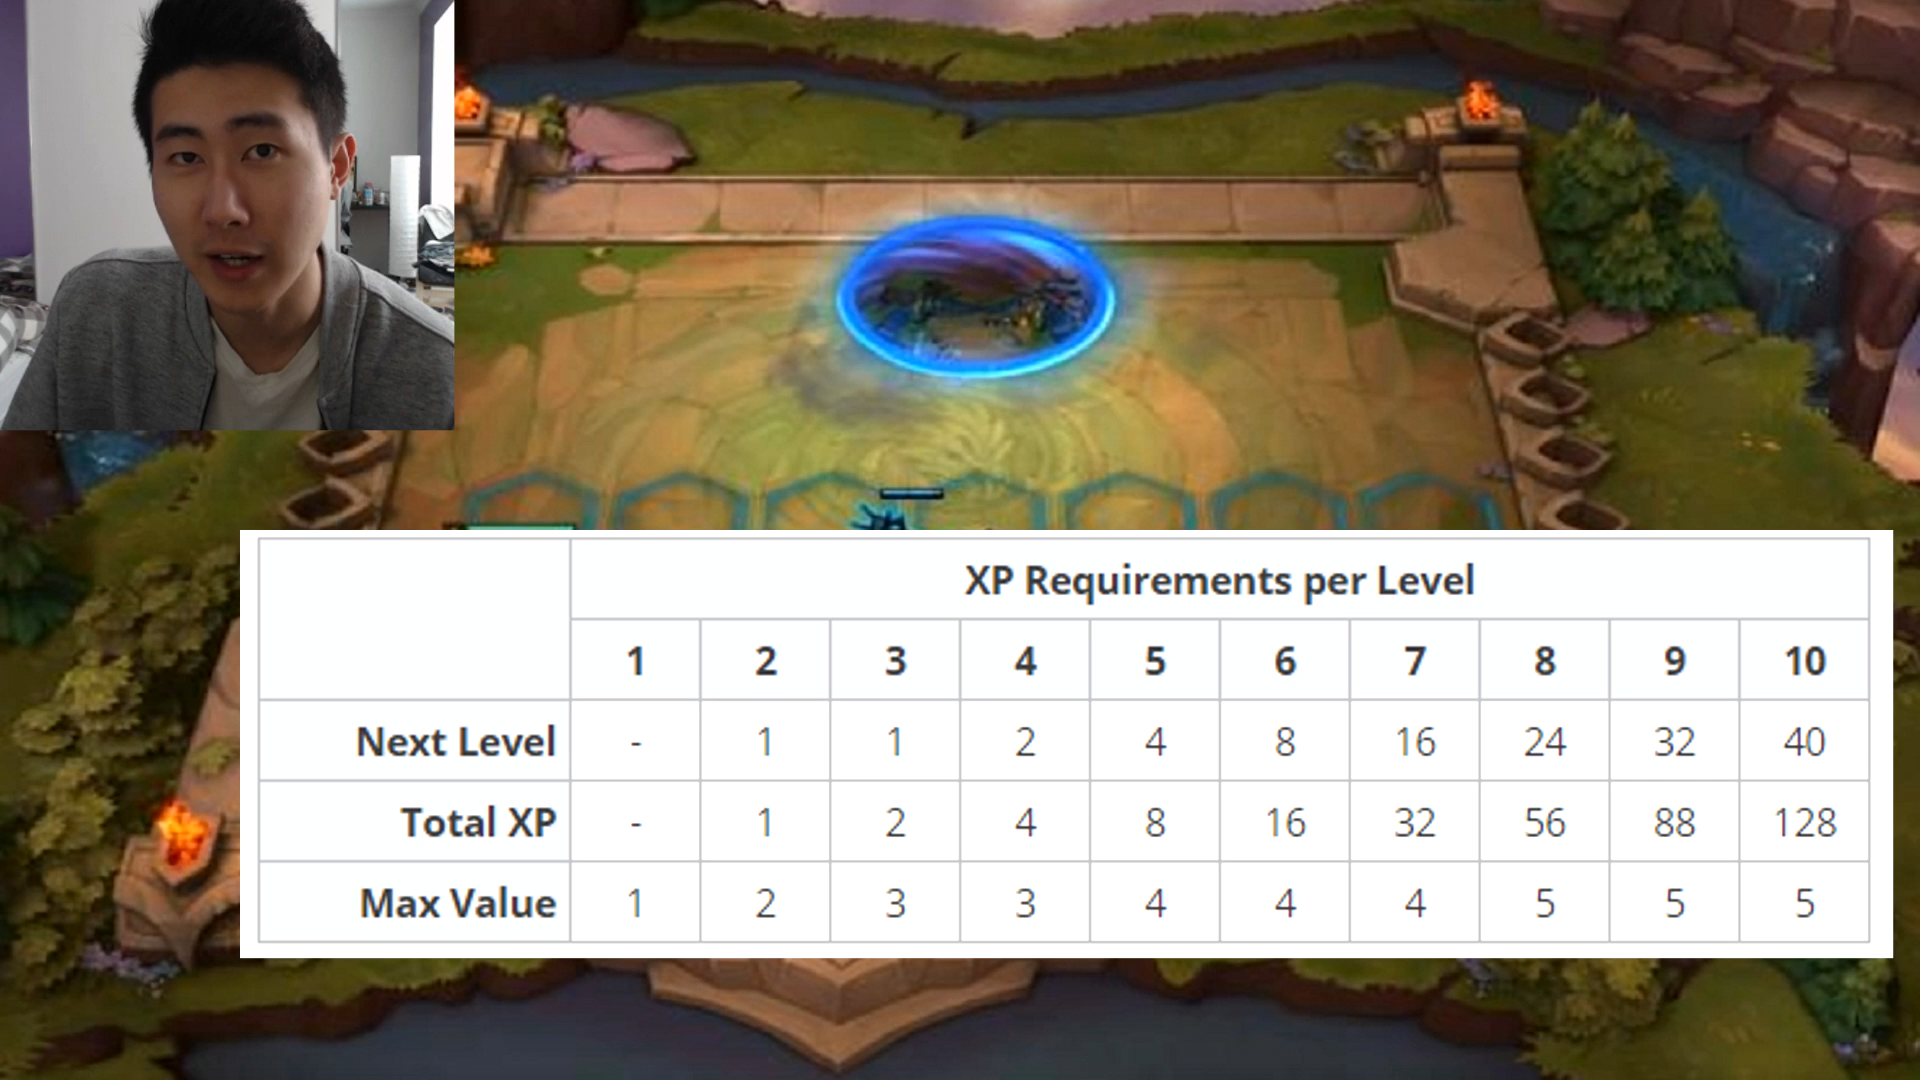 XP Requirements per Level
1 2 3 4 5 6 7 8 9 10
Next Level - 1 1 2 4 8 16 24 32 40
Total XP - 1 2 4 8 16 32 56 88 128
Max Value 1 2 3 3 4 4 4 5 5 5